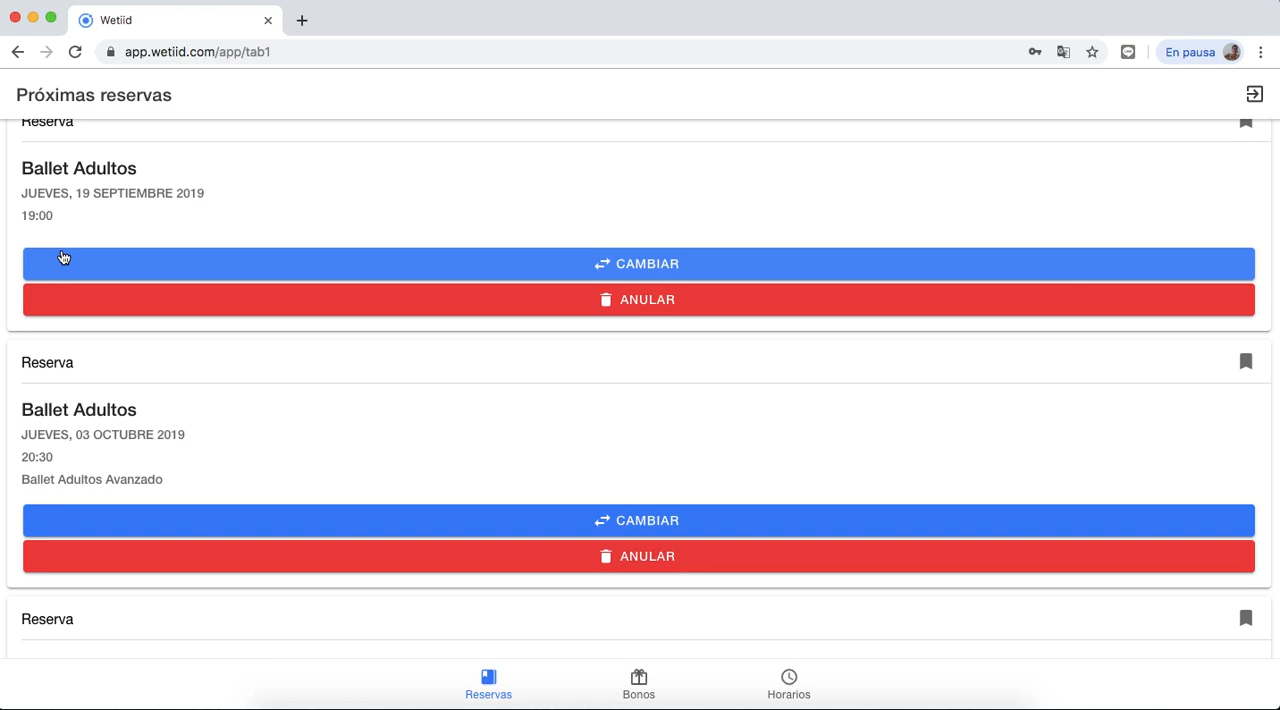 Wetiid
app.wetiid.com/app/tab1
En pausa
Próximas reservas
Reserva
Ballet Adultos
JUEVES, 19 SEPTIEMBRE 2019
19:00
CAMBIAR
ANULAR
Reserva
Ballet Adultos
JUEVES, 03 OCTUBRE 2019
20:30
Ballet Adultos Avanzado
CAMBIAR
ANULAR
Reserva
Reservas Bonos Horarios